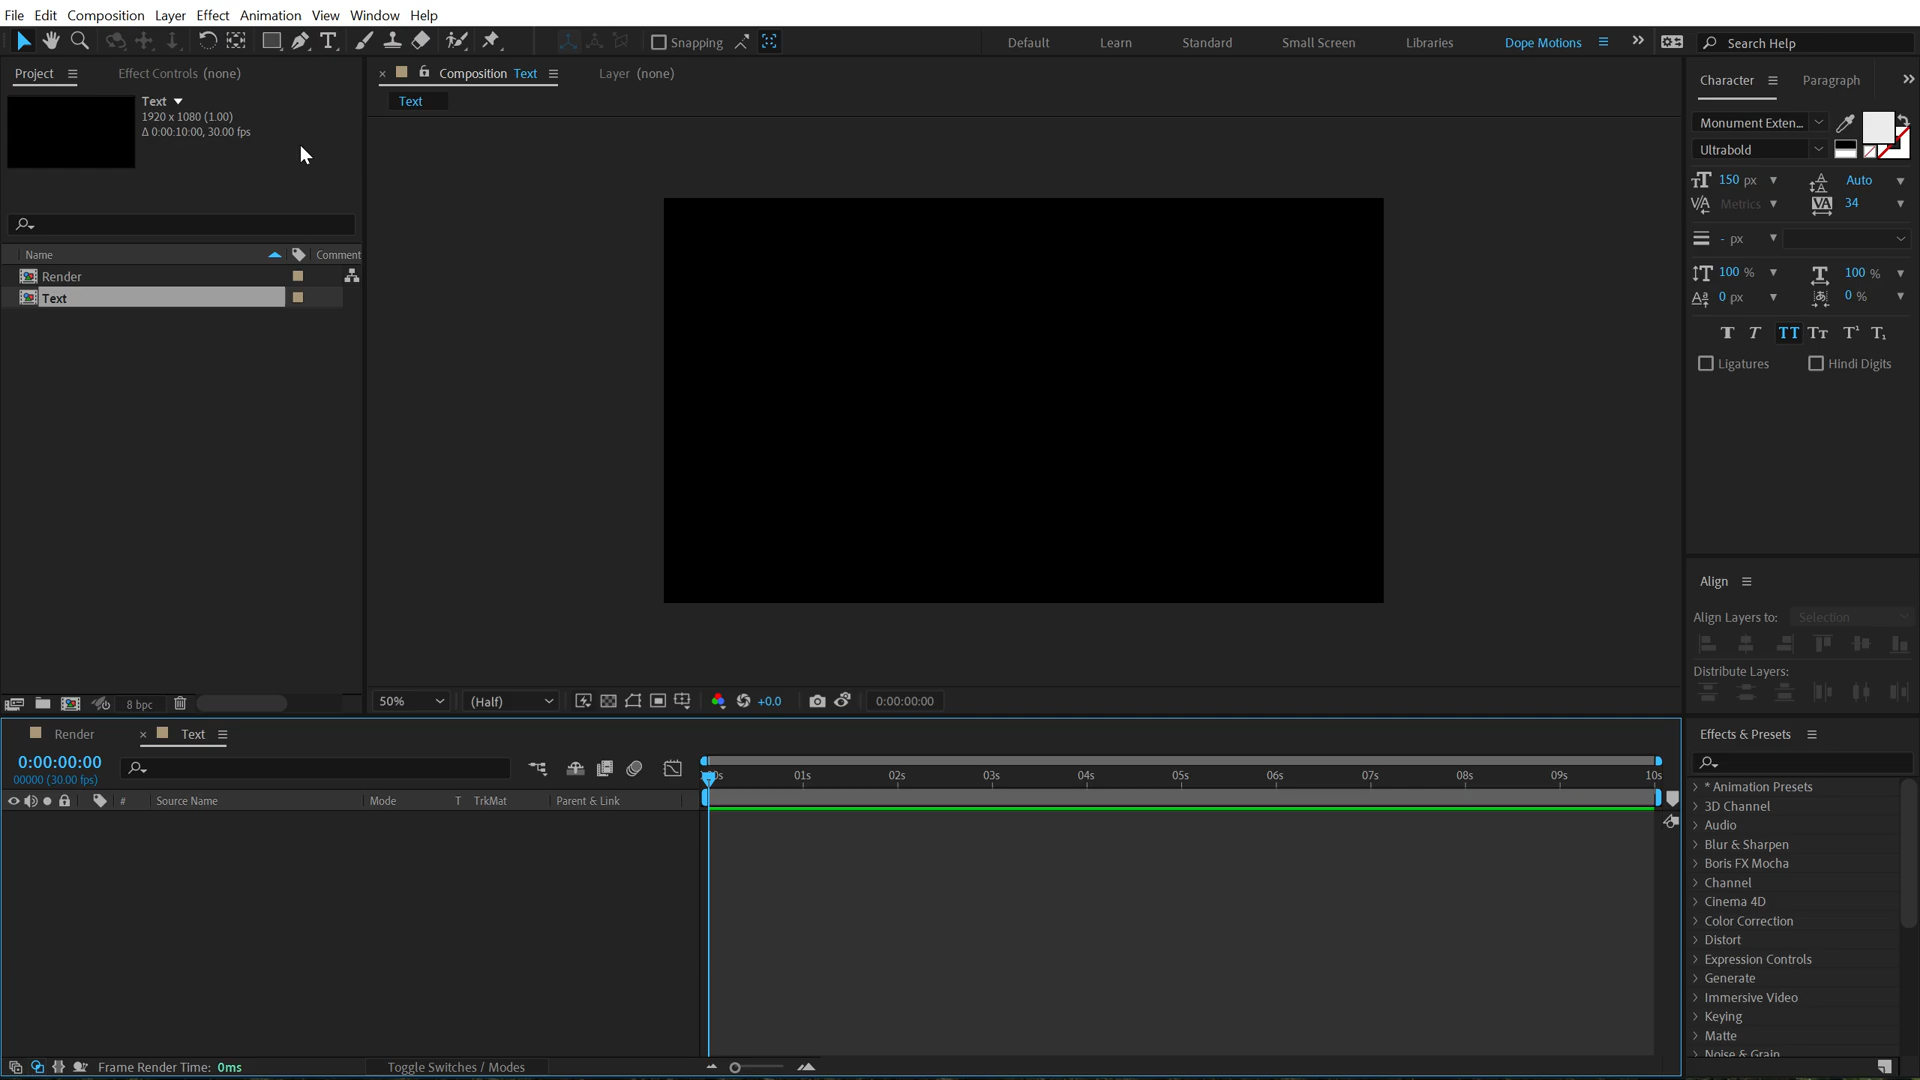 File Edit Composition Layer Effect Animation View Window Help
Snapping
Default Learn Standard Small Screen Libraries Dope Motions
Search Help
Project Effect Controls (none)
Composition Text Layer (none)
Character Paragraph
Text
1920 x 1080 (1.00)
Δ 0:00:10:00, 30.00 fps
Text
Monument Exten...
Ultrabold
150 px Auto
Metrics 34
- px
100 % 100 %
0 px 0 %
T T TT Tт T¹ T₁
Ligatures Hindi Digits
Name Comment
Render
Text
Align
Align Layers to: Selection
Distribute Layers:
8 bpc
50% (Half) +0.0 0:00:00:00
Render Text
Effects & Presets
0:00:00:00
00000 (30.00 fps)
01s 02s 03s 04s 05s 06s 07s 08s 09s 10s
# Source Name Mode T TrkMat Parent & Link
* Animation Presets
3D Channel
Audio
Blur & Sharpen
Boris FX Mocha
Channel
Cinema 4D
Color Correction
Distort
Expression Controls
Generate
Immersive Video
Keying
Matte
Noise & Grain
Frame Render Time: 0ms
Toggle Switches / Modes